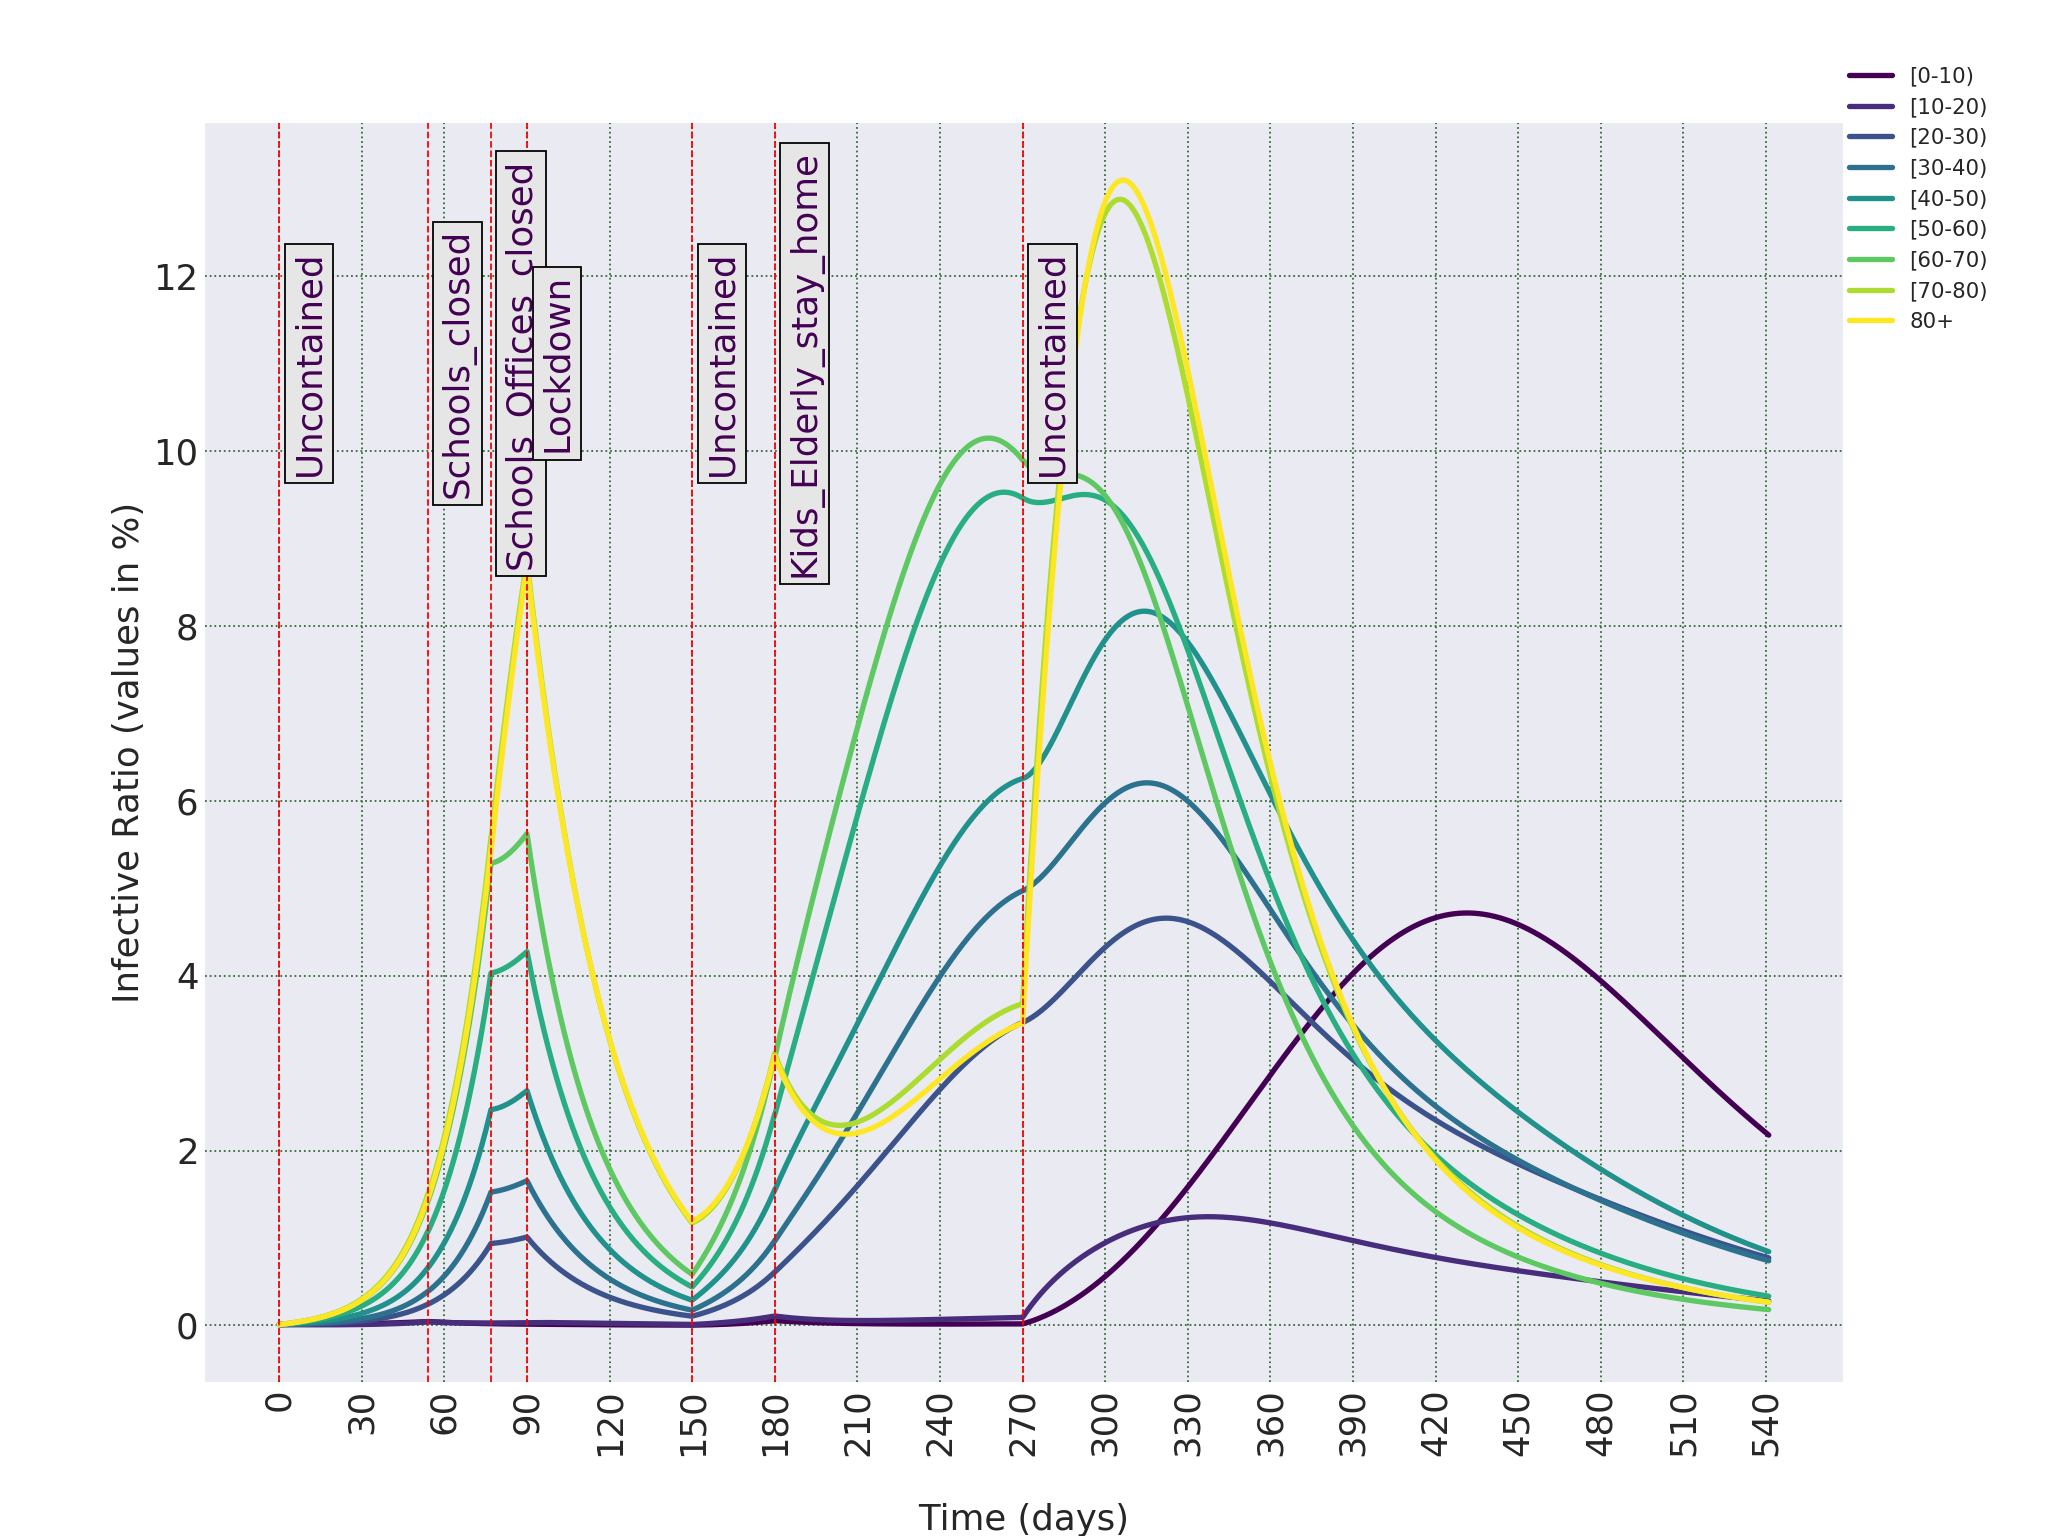 [0-10)
[10-20)
[20-30)
[30-40)
[40-50)
[50-60)
[60-70)
[70-80)
80+
Uncontained
Schools_closed
Schools_Offices_closed
Lockdown
Uncontained
Kids_Elderly_stay_home
Uncontained
Infective Ratio (values in %)
12
10
8
6
4
2
0
0 30 60 90 120 150 180 210 240 270 300 330 360 390 420 450 480 510 540
Time (days)